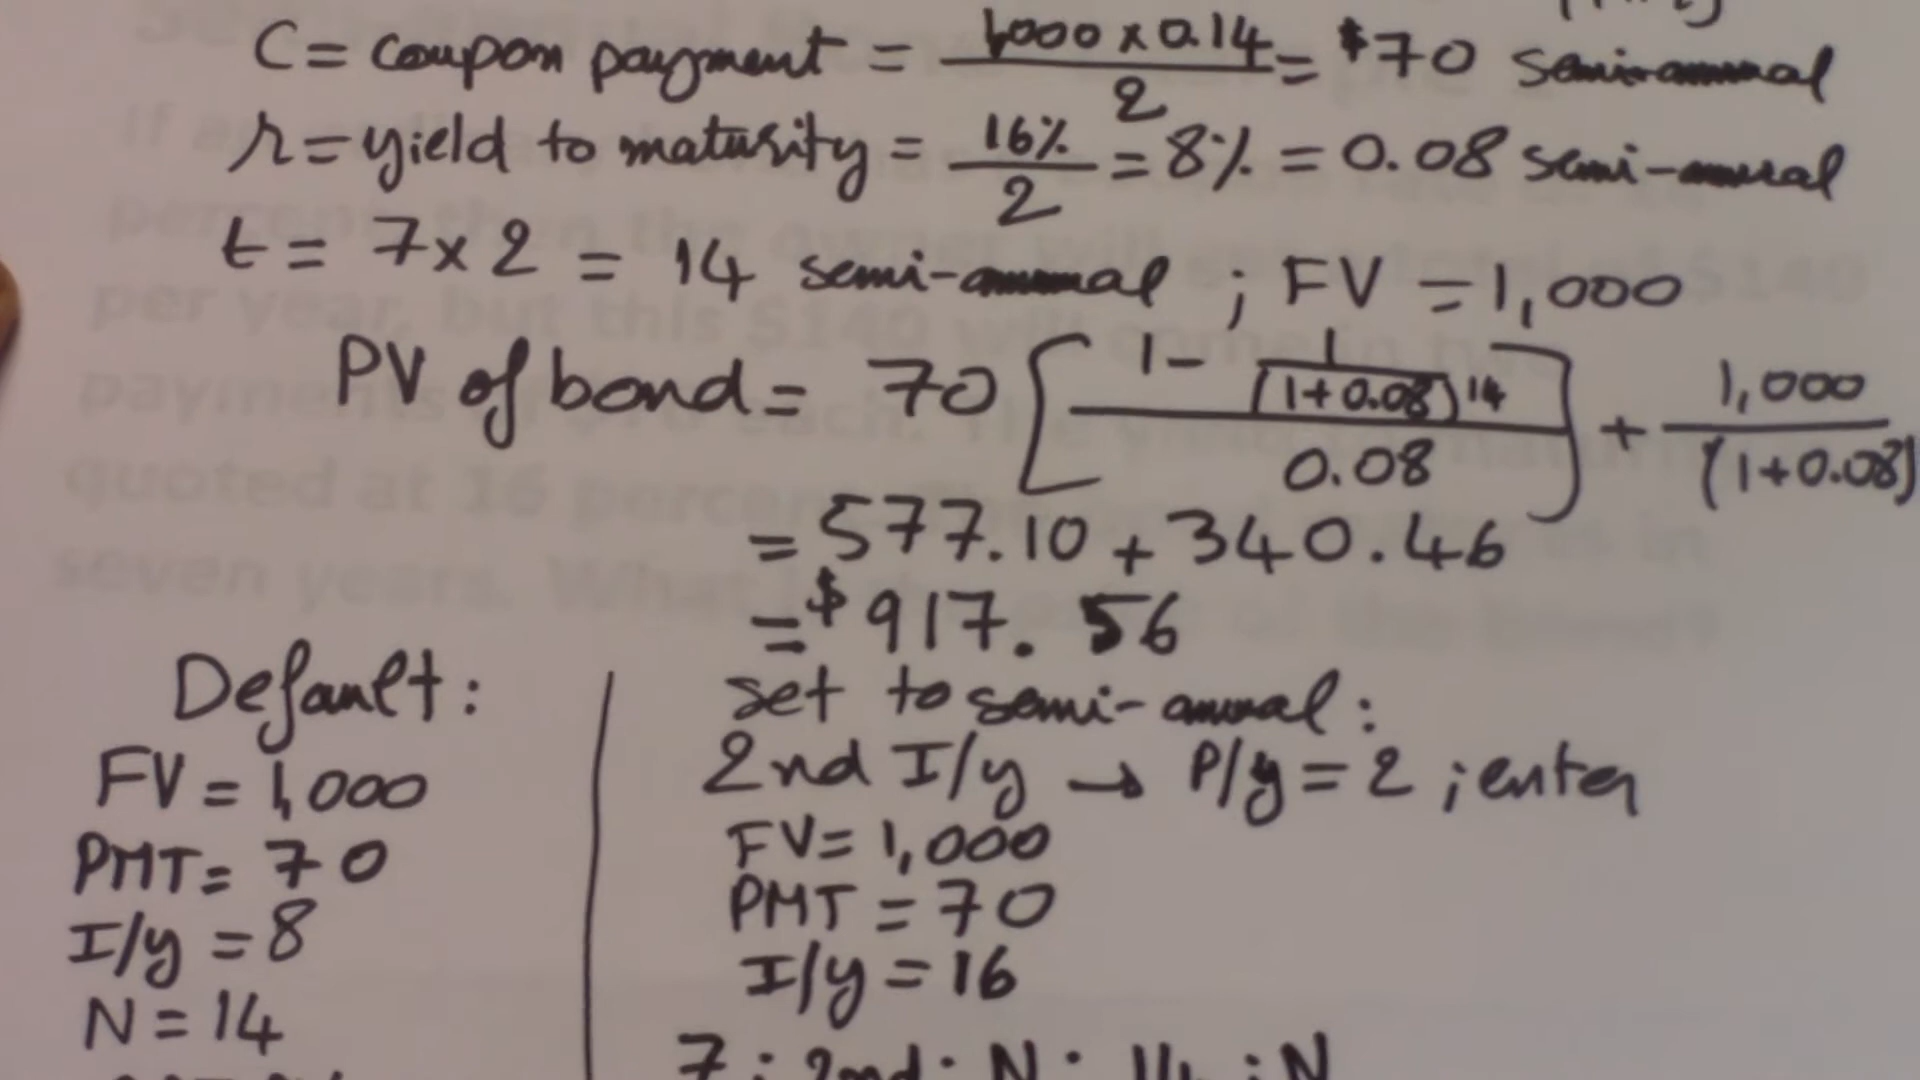 C = coupon payment = 1000 x 0.14 / 2 = $70 semi-annual
r = yield to maturity = 16% / 2 = 8% = 0.08 semi-annual
t = 7 x 2 = 14 semi-annual ; FV = 1,000
PV of bond = 70 [ 1 - 1 / (1+0.08)14 / 0.08 ] + 1,000 / (1+0.08)
= 577.10 + 340.46
= $917.56
Default:
FV = 1,000
PMT = 70
I/y = 8
N = 14
set to semi-annual:
2nd I/y → P/y = 2 ; enter
FV = 1,000
PMT = 70
I/y = 16
7 ; 2nd ; N ; 14 ; N